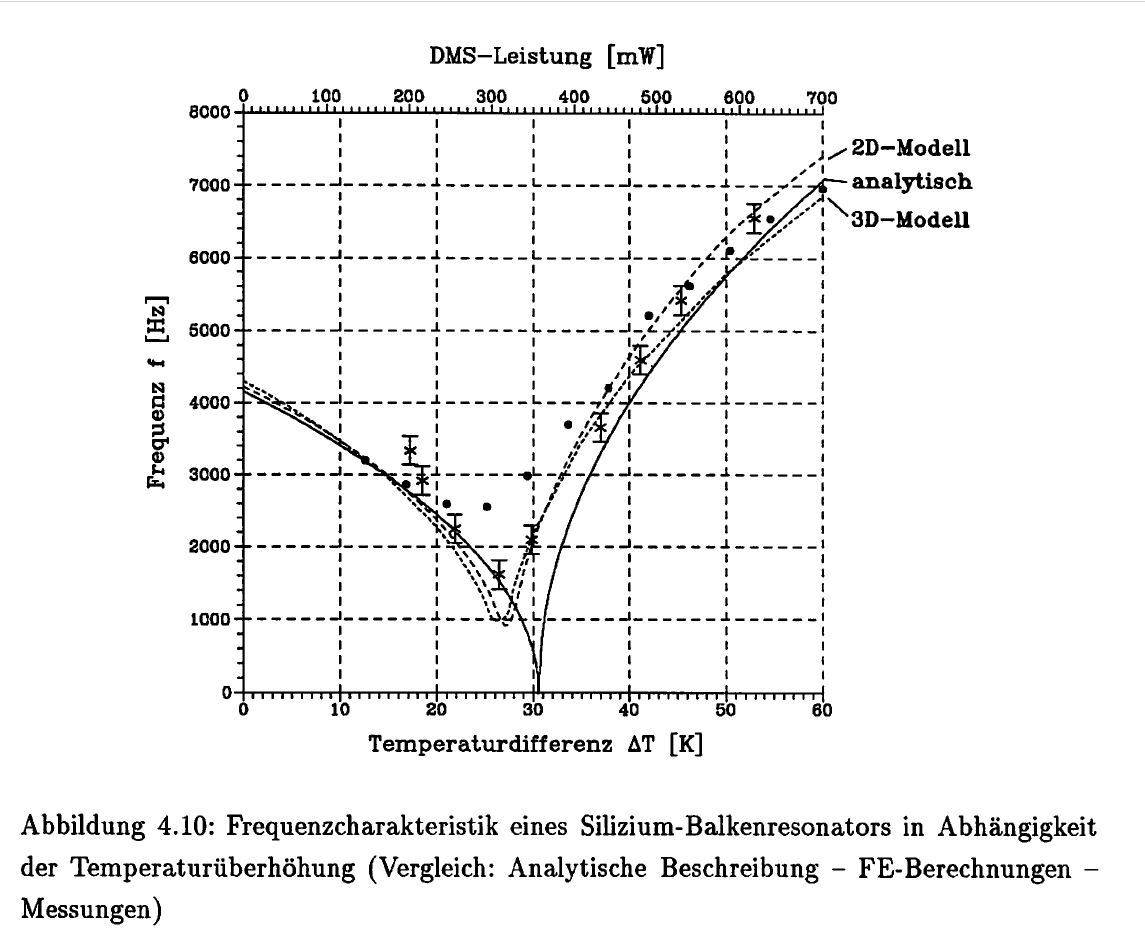 DMS-Leistung [mW]
0 100 200 300 400 500 600 700
8000
2D-Modell
7000
analytisch
3D-Modell
6000
5000
Frequenz f [Hz]
4000
3000
2000
1000
0
0 10 20 30 40 50 60
Temperaturdifferenz ΔT [K]
Abbildung 4.10: Frequenzcharakteristik eines Silizium-Balkenresonators in Abhängigkeit
der Temperaturüberhöhung (Vergleich: Analytische Beschreibung – FE-Berechnungen –
Messungen)